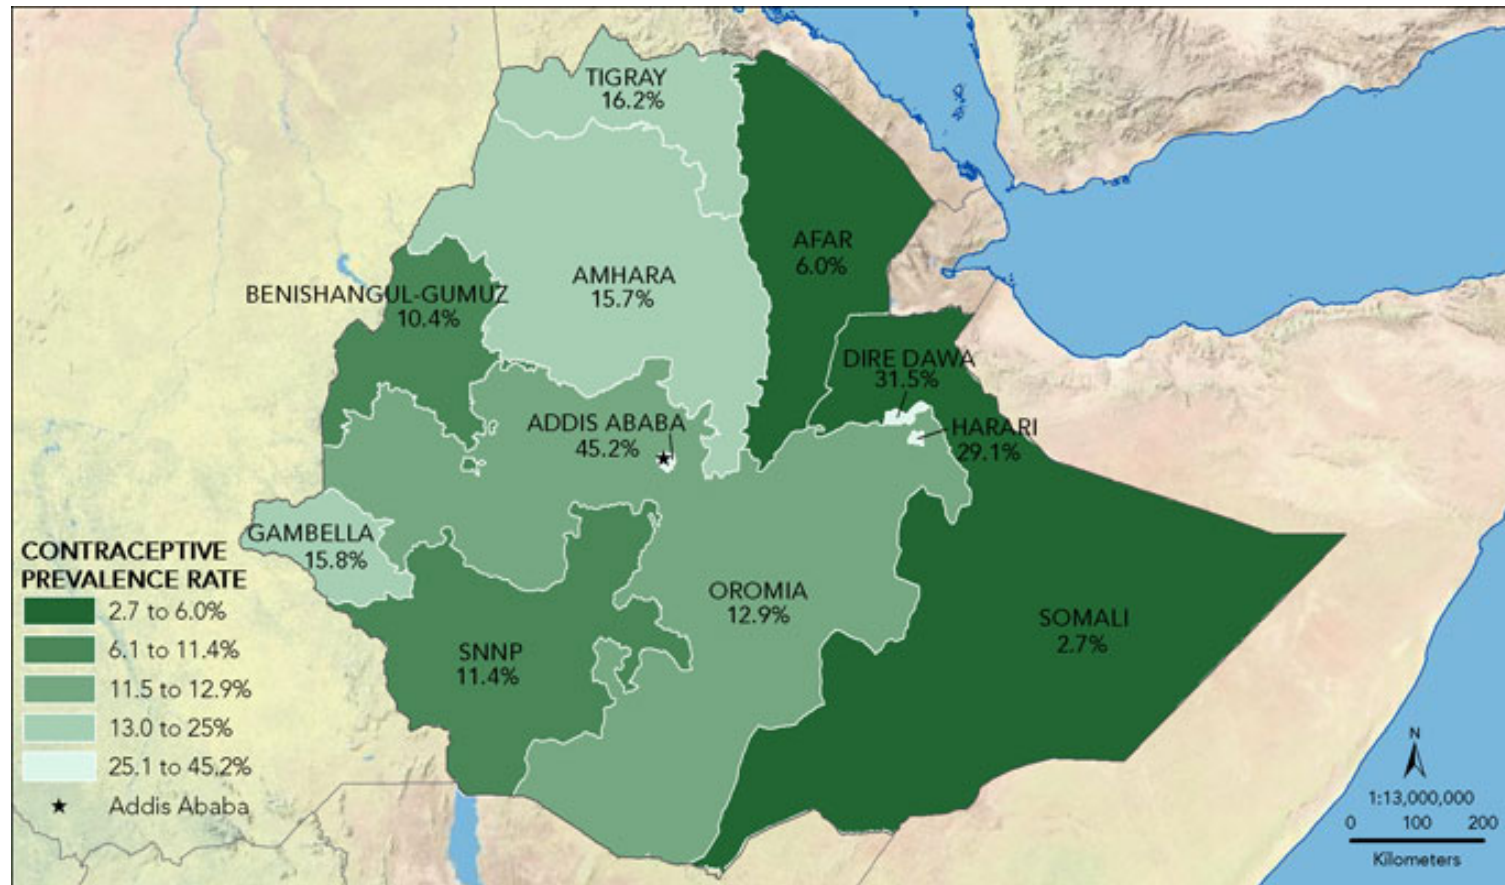 TIGRAY
16.2%
AFAR
6.0%
AMHARA
15.7%
BENISHANGUL-GUMUZ
10.4%
DIRE DAWA
31.5%
ADDIS ABABA
45.2%
HARARI
29.1%
GAMBELLA
15.8%
OROMIA
12.9%
SOMALI
2.7%
SNNP
11.4%
CONTRACEPTIVE
PREVALENCE RATE
2.7 to 6.0%
6.1 to 11.4%
11.5 to 12.9%
13.0 to 25%
25.1 to 45.2%
Addis Ababa
N
1:13,000,000
0 100 200
Kilometers